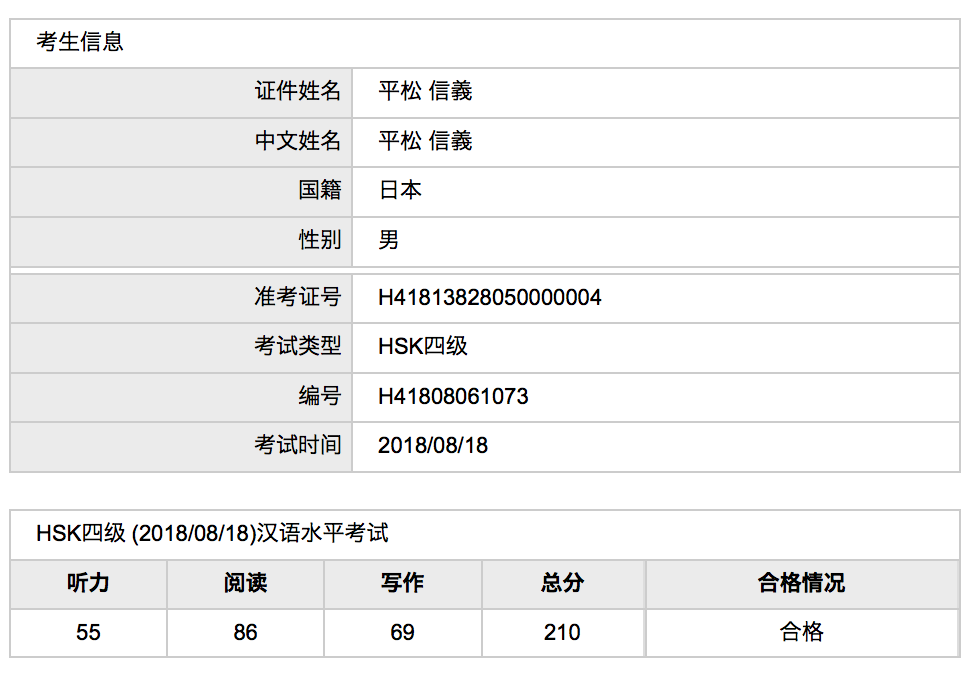 考生信息
证件姓名 平松 信義
中文姓名 平松 信義
国籍 日本
性别 男
准考证号 H41813828050000004
考试类型 HSK四级
编号 H41808061073
考试时间 2018/08/18
HSK四级 (2018/08/18)汉语水平考试
听力 阅读 写作 总分 合格情况
55 86 69 210 合格